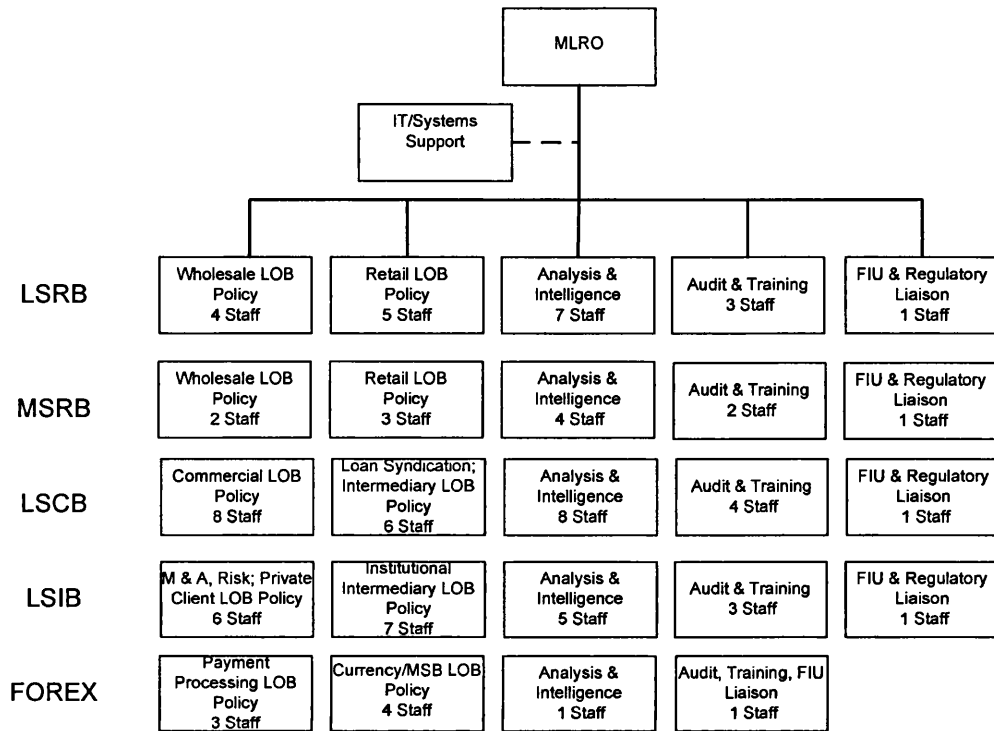 MLRO
IT/Systems
Support
LSRB
Wholesale LOB
Policy
4 Staff
Retail LOB
Policy
5 Staff
Analysis &
Intelligence
7 Staff
Audit & Training
3 Staff
FIU & Regulatory
Liaison
1 Staff
MSRB
Wholesale LOB
Policy
2 Staff
Retail LOB
Policy
3 Staff
Analysis &
Intelligence
4 Staff
Audit & Training
2 Staff
FIU & Regulatory
Liaison
1 Staff
LSCB
Commercial LOB
Policy
8 Staff
Loan Syndication;
Intermediary LOB
Policy
6 Staff
Analysis &
Intelligence
8 Staff
Audit & Training
4 Staff
FIU & Regulatory
Liaison
1 Staff
LSIB
M & A, Risk; Private
Client LOB Policy
6 Staff
Institutional
Intermediary LOB
Policy
7 Staff
Analysis &
Intelligence
5 Staff
Audit & Training
3 Staff
FIU & Regulatory
Liaison
1 Staff
FOREX
Payment
Processing LOB
Policy
3 Staff
Currency/MSB LOB
Policy
4 Staff
Analysis &
Intelligence
1 Staff
Audit, Training, FIU
Liaison
1 Staff